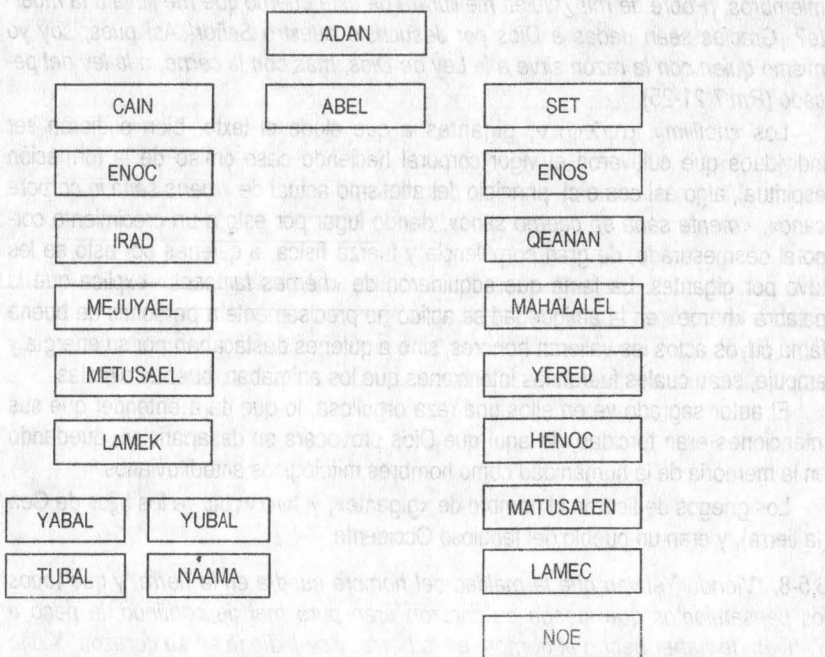 ADAN
CAIN ABEL SET
ENOC ENOS
IRAD QEANAN
MEJUYAEL MAHALALEL
METUSAEL YERED
LAMEK HENOC
YABAL YUBAL MATUSALEN
TUBAL NAAMA LAMEC
NOE